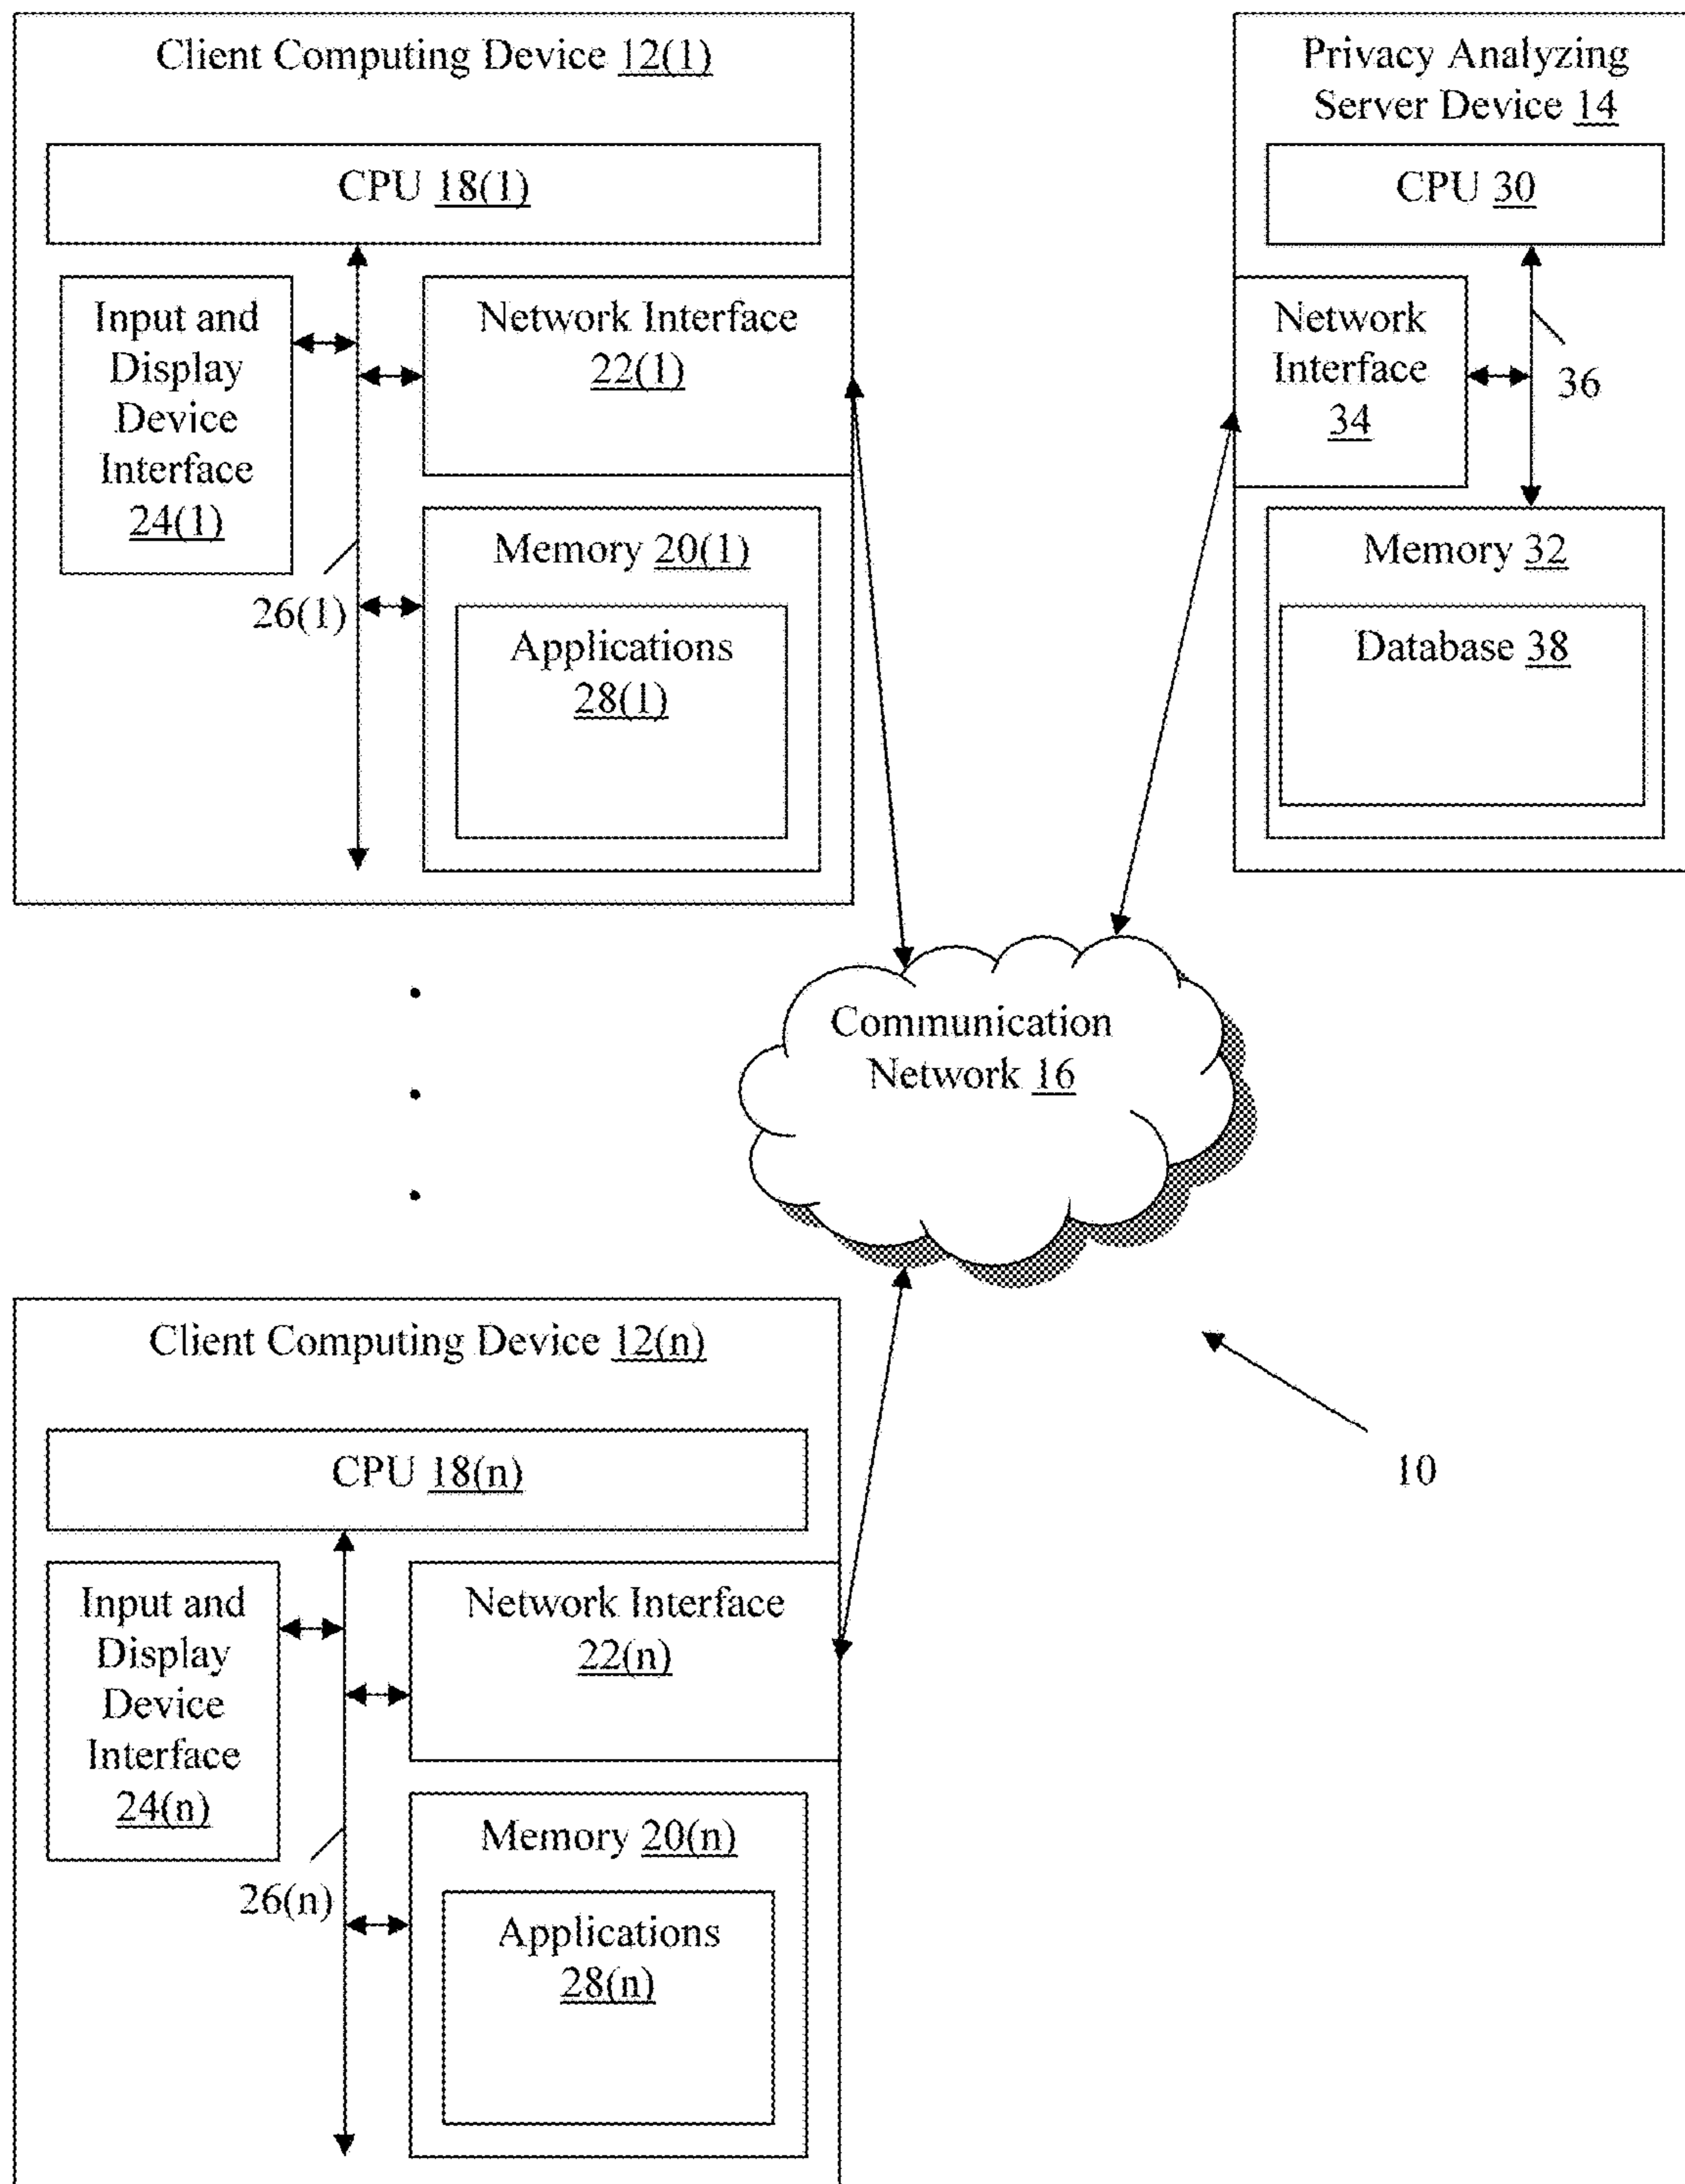 Client Computing Device 12(1)
CPU 18(1)
Input and
Display
Device
Interface
24(1)
Network Interface
22(1)
26(1)
Memory 20(1)
Applications
28(1)
Privacy Analyzing
Server Device 14
CPU 30
Network
Interface
34
36
Memory 32
Database 38
Communication
Network 16
10
Client Computing Device 12(n)
CPU 18(n)
Input and
Display
Device
Interface
24(n)
Network Interface
22(n)
26(n)
Memory 20(n)
Applications
28(n)